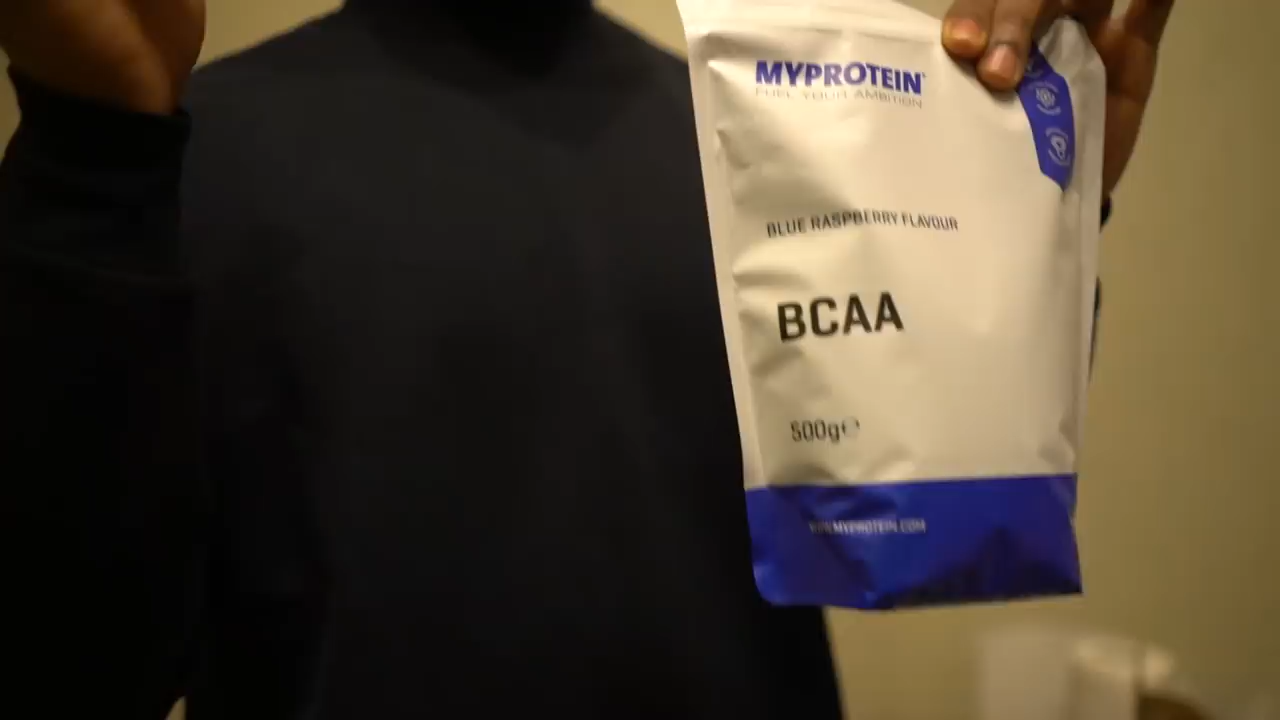 MYPROTEIN
FUEL YOUR AMBITION
BLUE RASPBERRY FLAVOUR
BCAA
500g℮
WWW.MYPROTEIN.COM